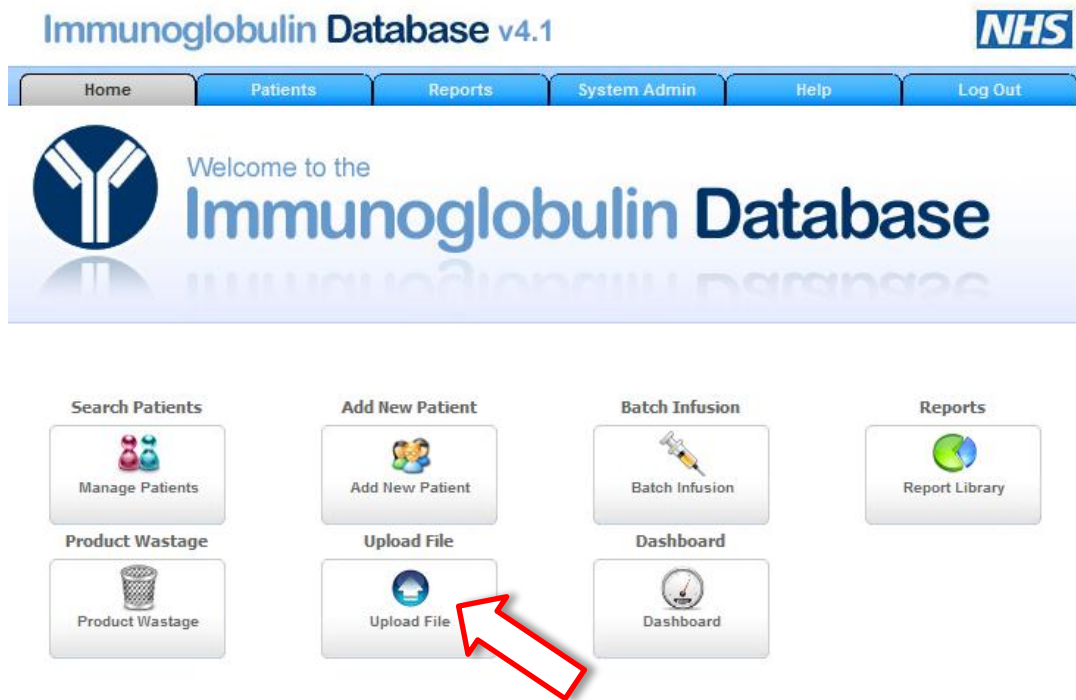 Immunoglobulin Database v4.1
NHS
Home Patients Reports System Admin Help Log Out
Welcome to the
Immunoglobulin Database
Search Patients Add New Patient Batch Infusion Reports
Manage Patients Add New Patient Batch Infusion Report Library
Product Wastage Upload File Dashboard
Product Wastage Upload File Dashboard